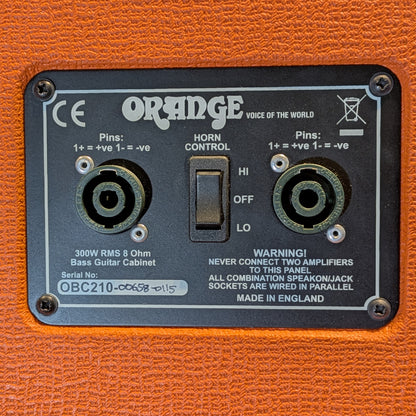 CE
ORANGE VOICE OF THE WORLD
Pins:
1+ = +ve 1- = -ve
HORN
CONTROL
Pins:
1+ = +ve 1- = -ve
HI
OFF
LO
300W RMS 8 Ohm
Bass Guitar Cabinet
Serial No:
OBC210-00658-0115
WARNING!
NEVER CONNECT TWO AMPLIFIERS
TO THIS PANEL
ALL COMBINATION SPEAKON/JACK
SOCKETS ARE WIRED IN PARALLEL
MADE IN ENGLAND